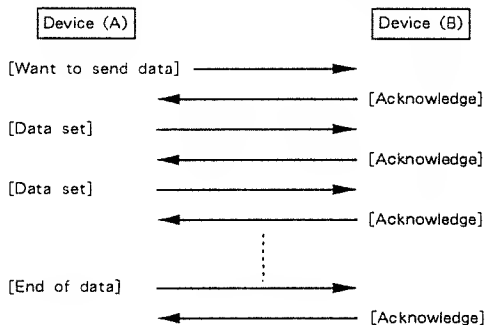 Device (A) Device (B)
[Want to send data]
[Acknowledge]
[Data set]
[Acknowledge]
[Data set]
[Acknowledge]
[End of data]
[Acknowledge]